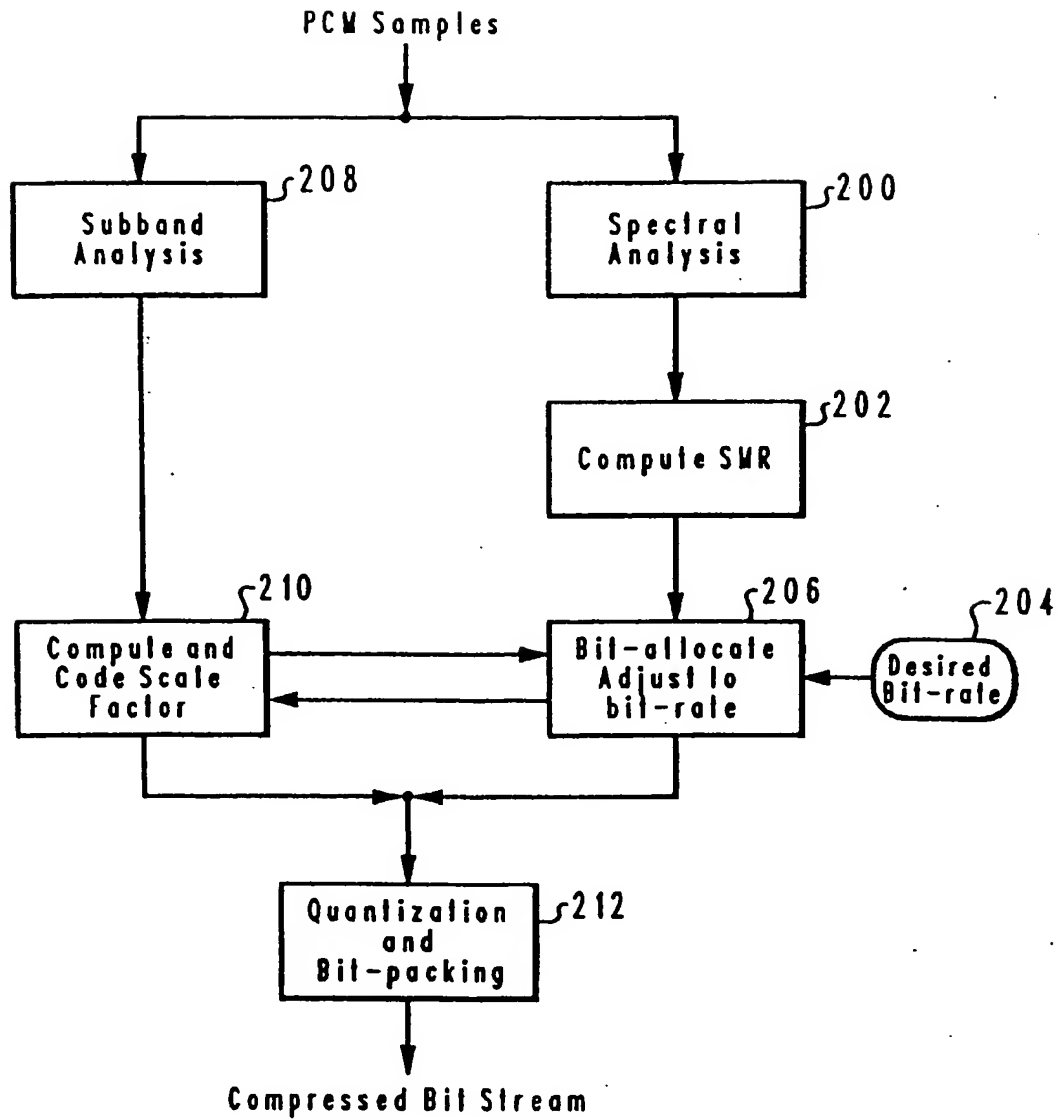 PCM Samples
208
Subband
Analysis
200
Spectral
Analysis
202
Compute SMR
210
Compute and
Code Scale
Factor
206
Bit-allocate
Adjust to
bit-rate
204
Desired
Bit-rate
Quantization
and
Bit-packing
212
Compressed Bit Stream